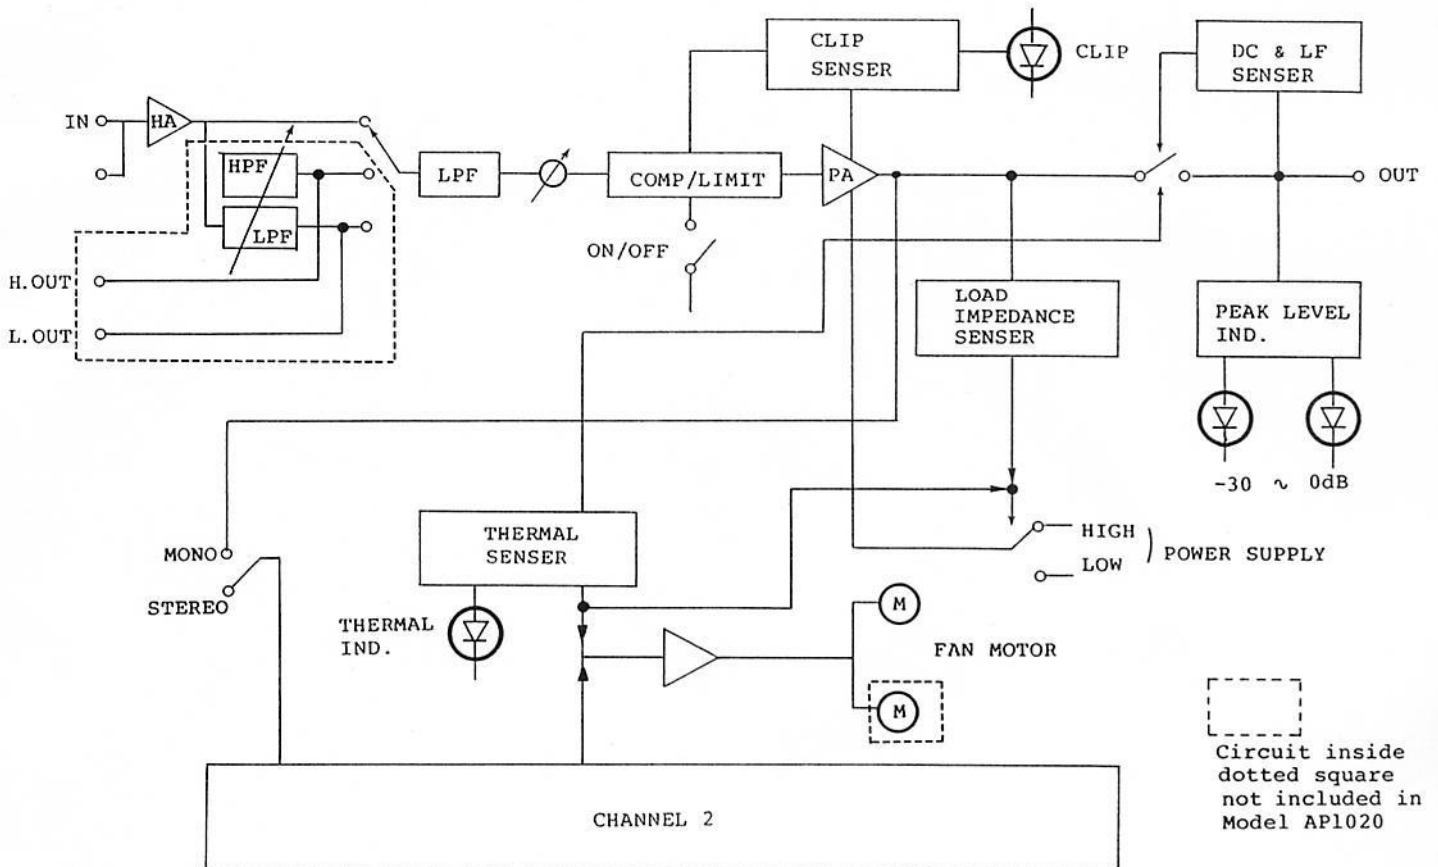 CLIP
SENSER
CLIP
DC & LF
SENSER
IN
HA
HPF
LPF
LPF
COMP/LIMIT
PA
OUT
ON/OFF
H.OUT
L.OUT
LOAD
IMPEDANCE
SENSER
PEAK LEVEL
IND.
-30 ~ 0dB
THERMAL
SENSER
MONO
STEREO
HIGH
LOW
POWER SUPPLY
THERMAL
IND.
M
FAN MOTOR
M
CHANNEL 2
Circuit inside
dotted square
not included in
Model AP1020